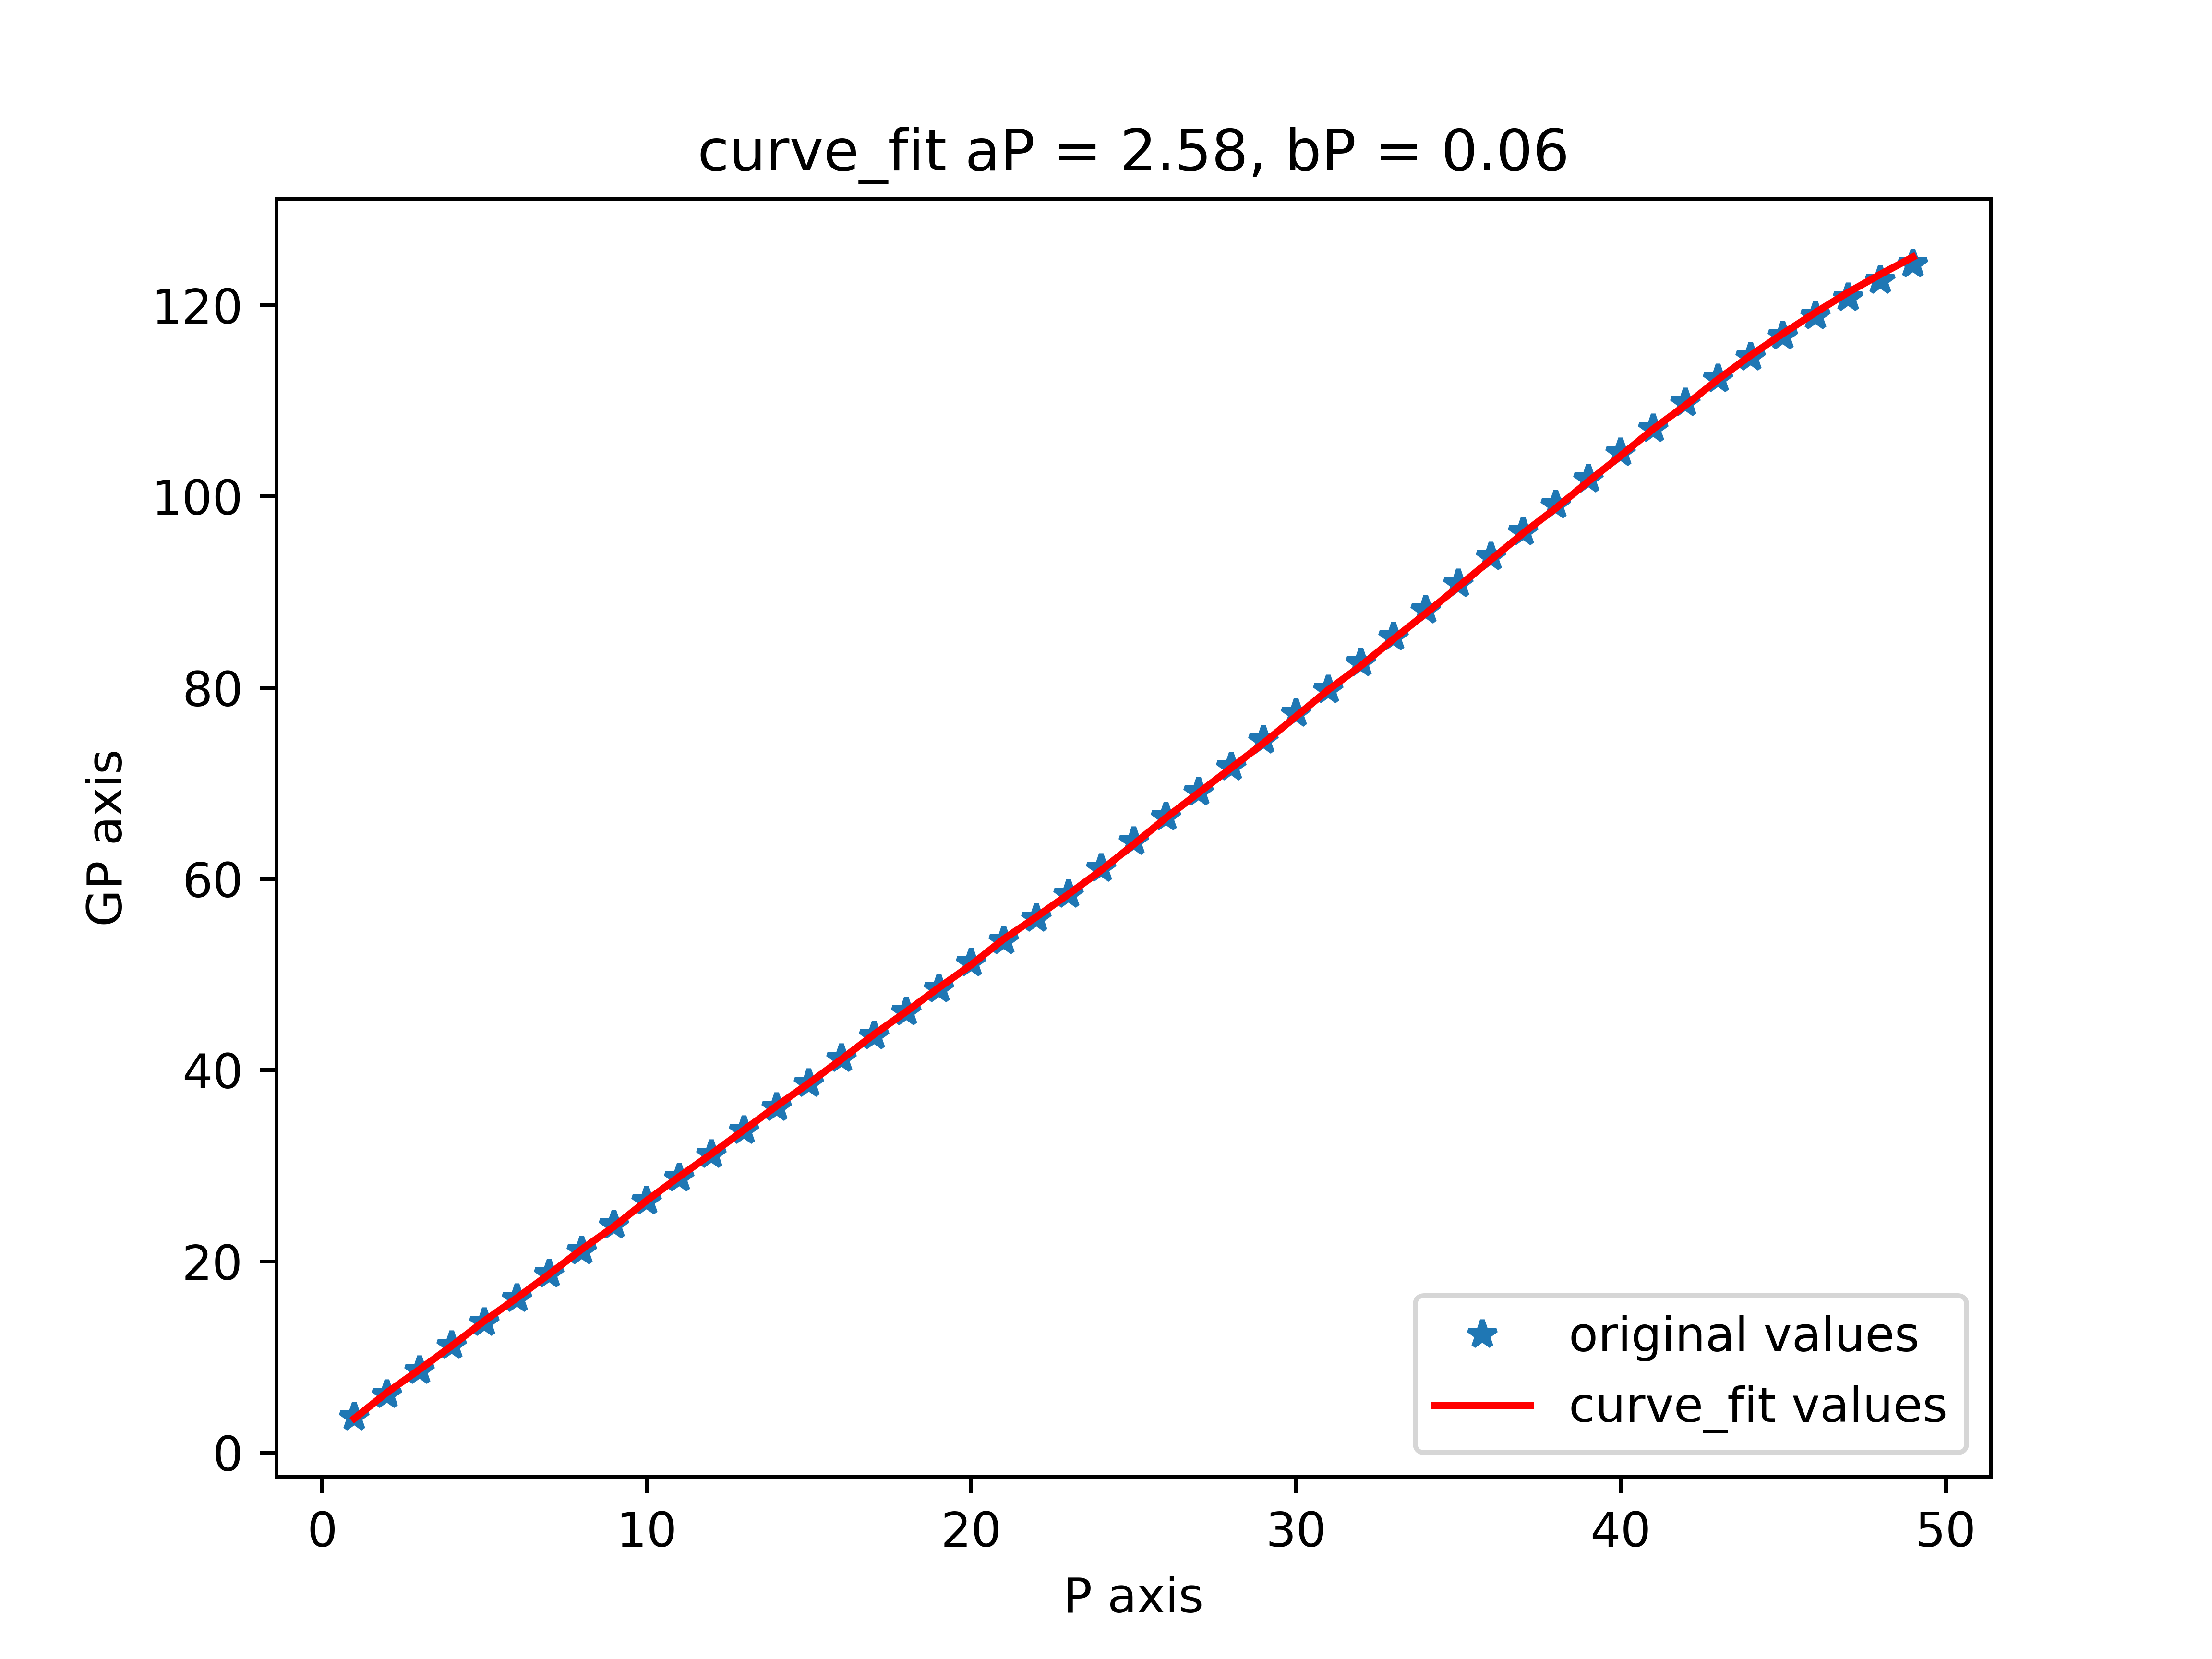 curve_fit aP = 2.58, bP = 0.06
120
100
80
60
40
20
0
GP axis
original values
curve_fit values
0 10 20 30 40 50
P axis